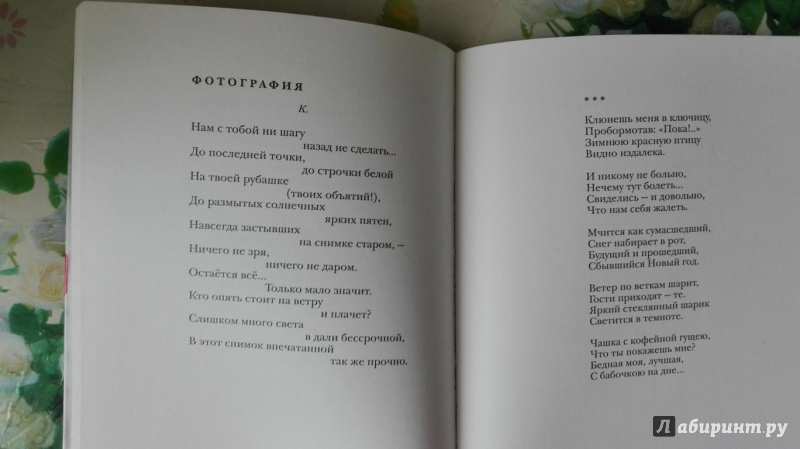 ФОТОГРАФИЯ
К.
Нам с тобой ни шагу
назад не сделать...
До последней точки,
до строчки белой
На твоей рубашке
(твоих объятий!),
До размытых солнечных
ярких пятен,
Навсегда застывших
на снимке старом, –
Ничего не зря,
ничего не даром.
Остаётся всё...
Только мало значит.
Кто опять стоит на ветру
и плачет?
Слишком много света
в дали бессрочной,
В этот снимок впечатанной
так же прочно.
* * *
Клюнешь меня в ключицу,
Пробормотав: «Пока!..»
Зимнюю красную птицу
Видно издалека.
И никому не больно,
Нечему тут болеть...
Свиделись – и довольно,
Что нам себя жалеть.
Мчится как сумасшедший,
Снег набирает в рот,
Будущий и прошедший,
Сбывшийся Новый год.
Ветер по веткам шарит,
Гости приходят – те.
Яркий стеклянный шарик
Светится в темноте.
Чашка с кофейной гущею,
Что ты покажешь мне?
Бедная моя, лучшая,
С бабочкою на дне...
Лабиринт.ру